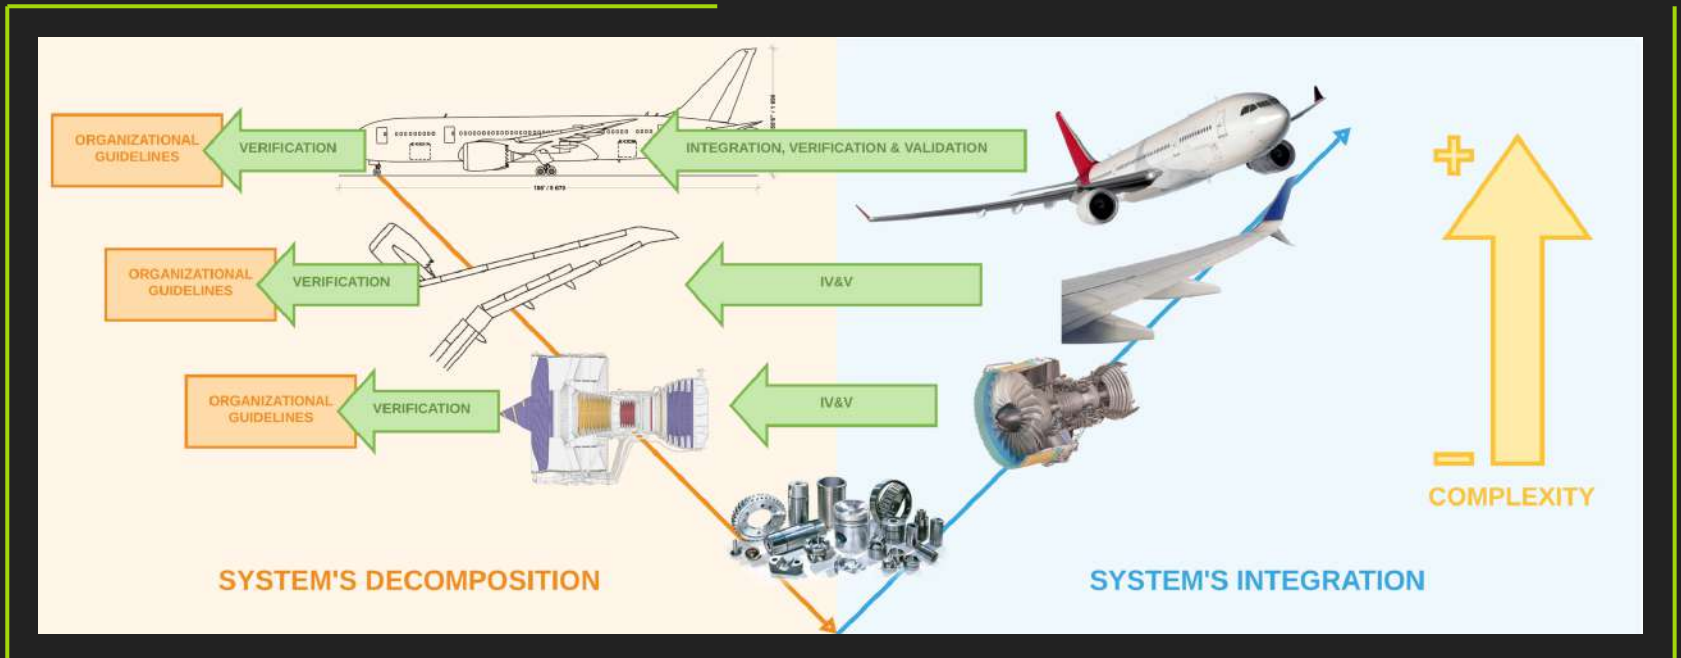 ORGANIZATIONAL
GUIDELINES
VERIFICATION
INTEGRATION, VERIFICATION & VALIDATION
ORGANIZATIONAL
GUIDELINES
VERIFICATION
IV&V
ORGANIZATIONAL
GUIDELINES
VERIFICATION
IV&V
COMPLEXITY
SYSTEM'S DECOMPOSITION
SYSTEM'S INTEGRATION